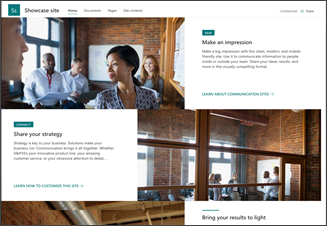 Ss Showcase site Home Documents Pages Site contents
Conference Share
NEW
Make an impression
Make a big impression with this clean, modern, and mobile-
friendly site. Use it to communicate information to people
inside or outside your team. Share your ideas, results, and
more in this visually compelling format.
LEARN ABOUT COMMUNICATION SITES →
CONNECT
Share your strategy
Strategy is key to your business. Solutions make your
business run. Communication brings it all together. Whether
your innovative product line, your amazing
customer service, or your obsessive attention to detail...
LEARN HOW TO CUSTOMIZE THIS SITE →
Bring your results to light